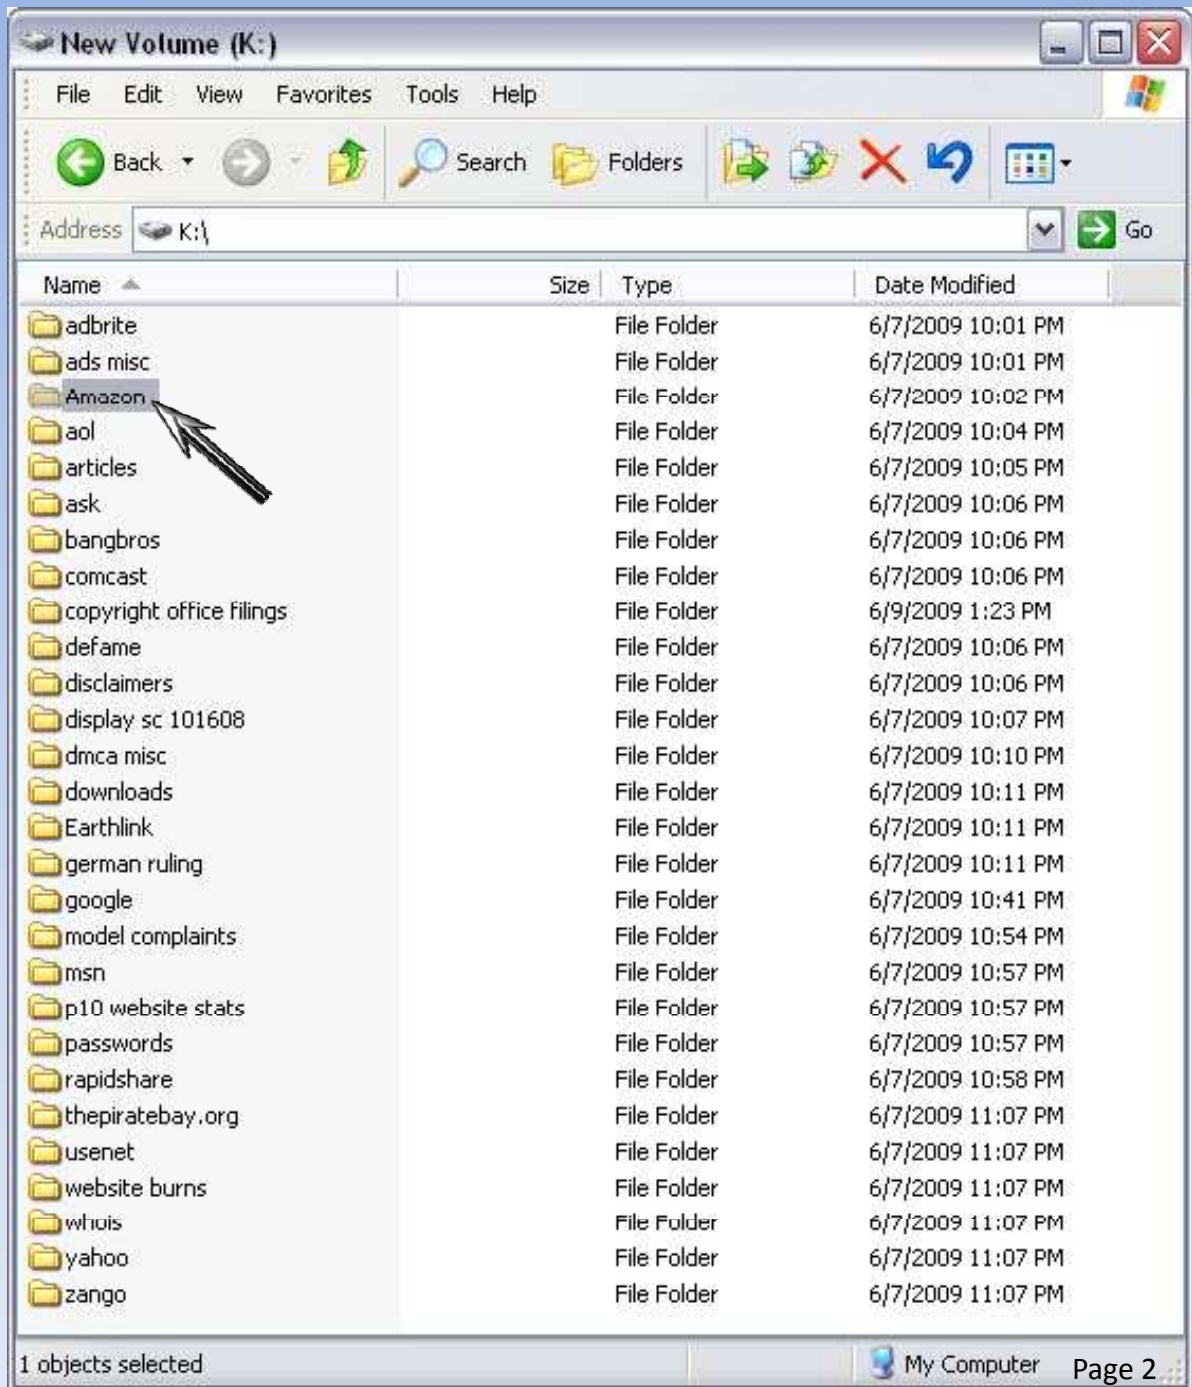 New Volume (K:)
File Edit View Favorites Tools Help
Back Search Folders
Address K:\ Go
Name Size Type Date Modified
adbrite File Folder 6/7/2009 10:01 PM
ads misc File Folder 6/7/2009 10:01 PM
Amazon File Folder 6/7/2009 10:02 PM
aol File Folder 6/7/2009 10:04 PM
articles File Folder 6/7/2009 10:05 PM
ask File Folder 6/7/2009 10:06 PM
bangbros File Folder 6/7/2009 10:06 PM
comcast File Folder 6/7/2009 10:06 PM
copyright office filings File Folder 6/9/2009 1:23 PM
defame File Folder 6/7/2009 10:06 PM
disclaimers File Folder 6/7/2009 10:06 PM
display sc 101608 File Folder 6/7/2009 10:07 PM
dmca misc File Folder 6/7/2009 10:10 PM
downloads File Folder 6/7/2009 10:11 PM
Earthlink File Folder 6/7/2009 10:11 PM
german ruling File Folder 6/7/2009 10:11 PM
google File Folder 6/7/2009 10:41 PM
model complaints File Folder 6/7/2009 10:54 PM
msn File Folder 6/7/2009 10:57 PM
p10 website stats File Folder 6/7/2009 10:57 PM
passwords File Folder 6/7/2009 10:57 PM
rapidshare File Folder 6/7/2009 10:58 PM
thepiratebay.org File Folder 6/7/2009 11:07 PM
usenet File Folder 6/7/2009 11:07 PM
website burns File Folder 6/7/2009 11:07 PM
whois File Folder 6/7/2009 11:07 PM
yahoo File Folder 6/7/2009 11:07 PM
zango File Folder 6/7/2009 11:07 PM
1 objects selected My Computer Page 2